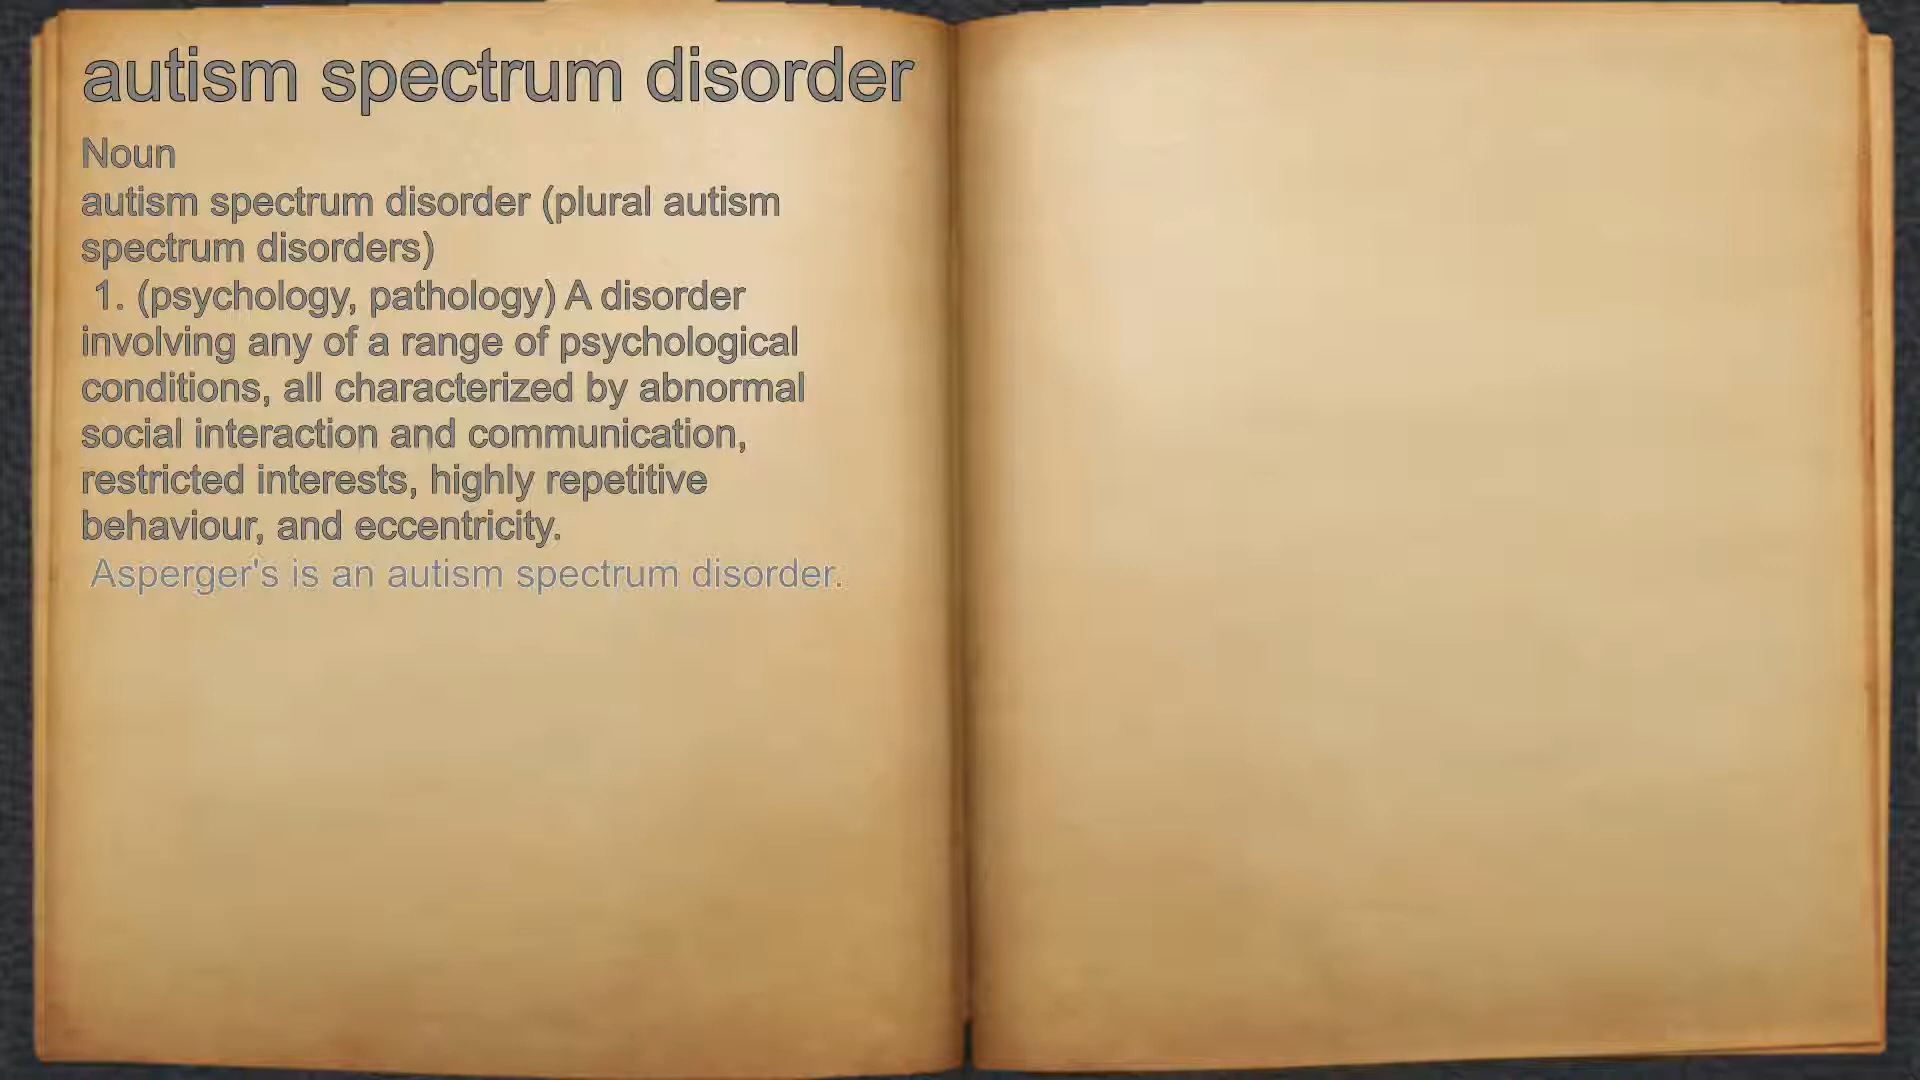 autism spectrum disorder
Noun
autism spectrum disorder (plural autism
spectrum disorders)
1. (psychology, pathology) A disorder
involving any of a range of psychological
conditions, all characterized by abnormal
social interaction and communication,
restricted interests, highly repetitive
behaviour, and eccentricity.
Asperger's is an autism spectrum disorder.